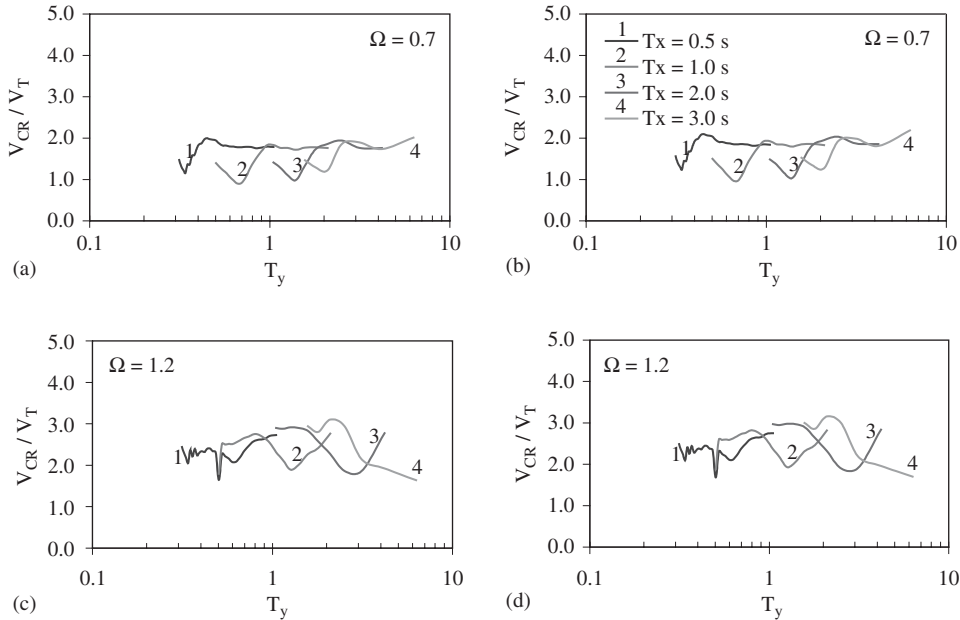 5.0
4.0
3.0
2.0
1.0
0.0
V_CR / V_T
Ω = 0.7
1
2
3
4
0.1
1
10
T_y
(a)
5.0
4.0
3.0
2.0
1.0
0.0
V_CR / V_T
1 Tx = 0.5 s
2 Tx = 1.0 s
3 Tx = 2.0 s
4 Tx = 3.0 s
Ω = 0.7
1
2
3
4
0.1
1
10
T_y
(b)
5.0
4.0
3.0
2.0
1.0
0.0
V_CR / V_T
Ω = 1.2
1
2
3
4
0.1
1
10
T_y
(c)
5.0
4.0
3.0
2.0
1.0
0.0
V_CR / V_T
Ω = 1.2
1
2
3
4
0.1
1
10
T_y
(d)